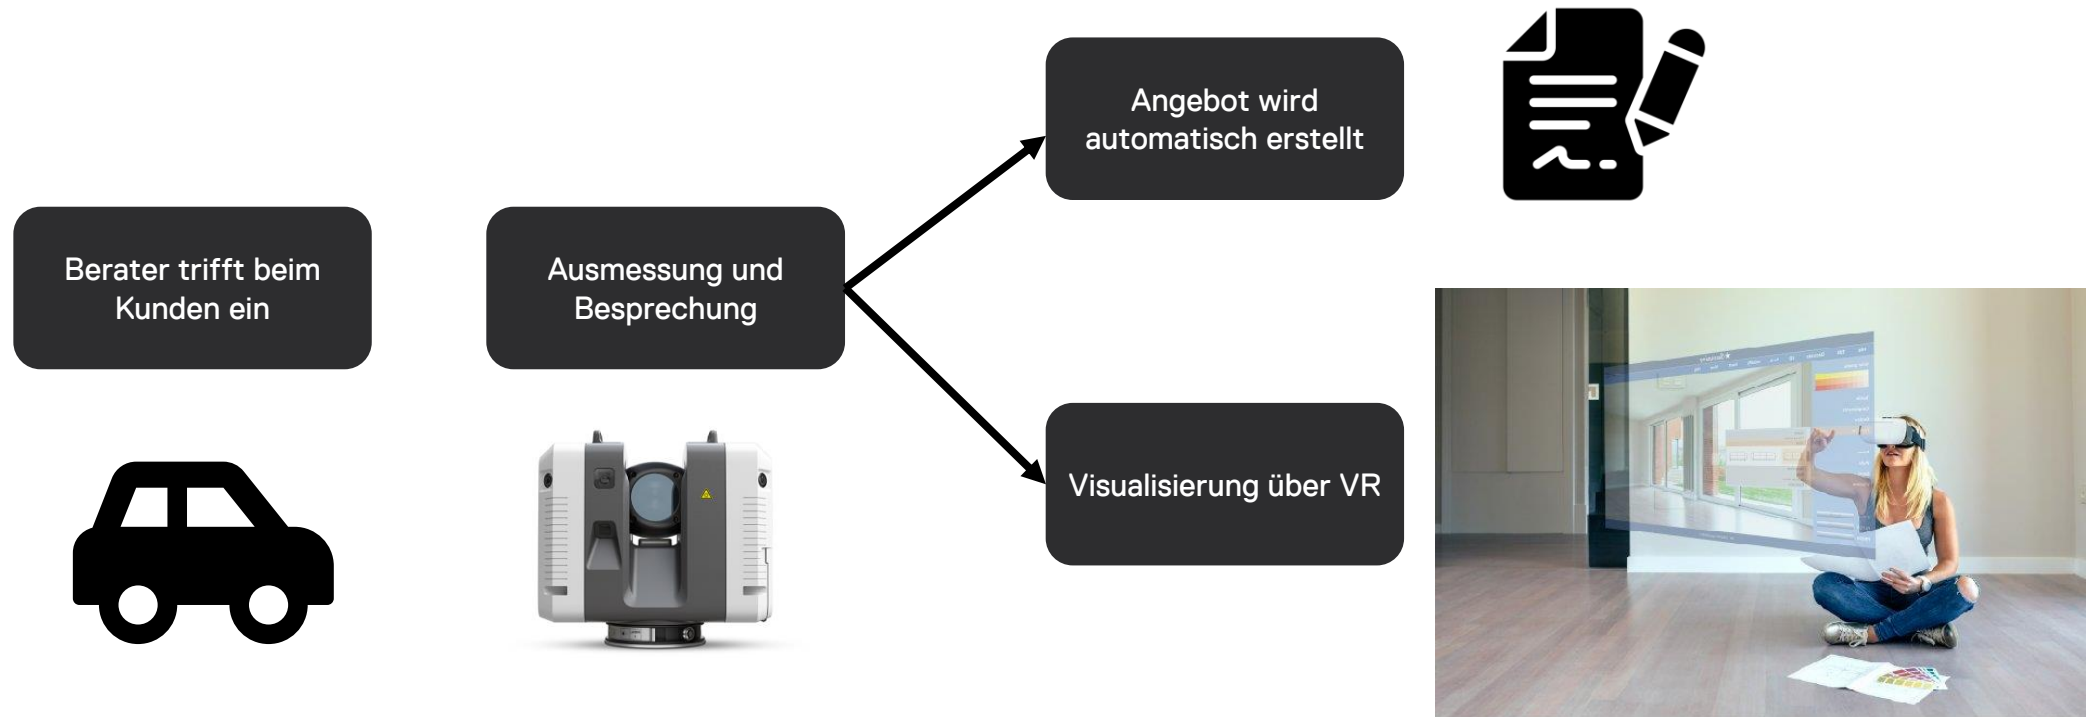 Berater trifft beim
Kunden ein
Ausmessung und
Besprechung
Angebot wird
automatisch erstellt
Visualisierung über VR